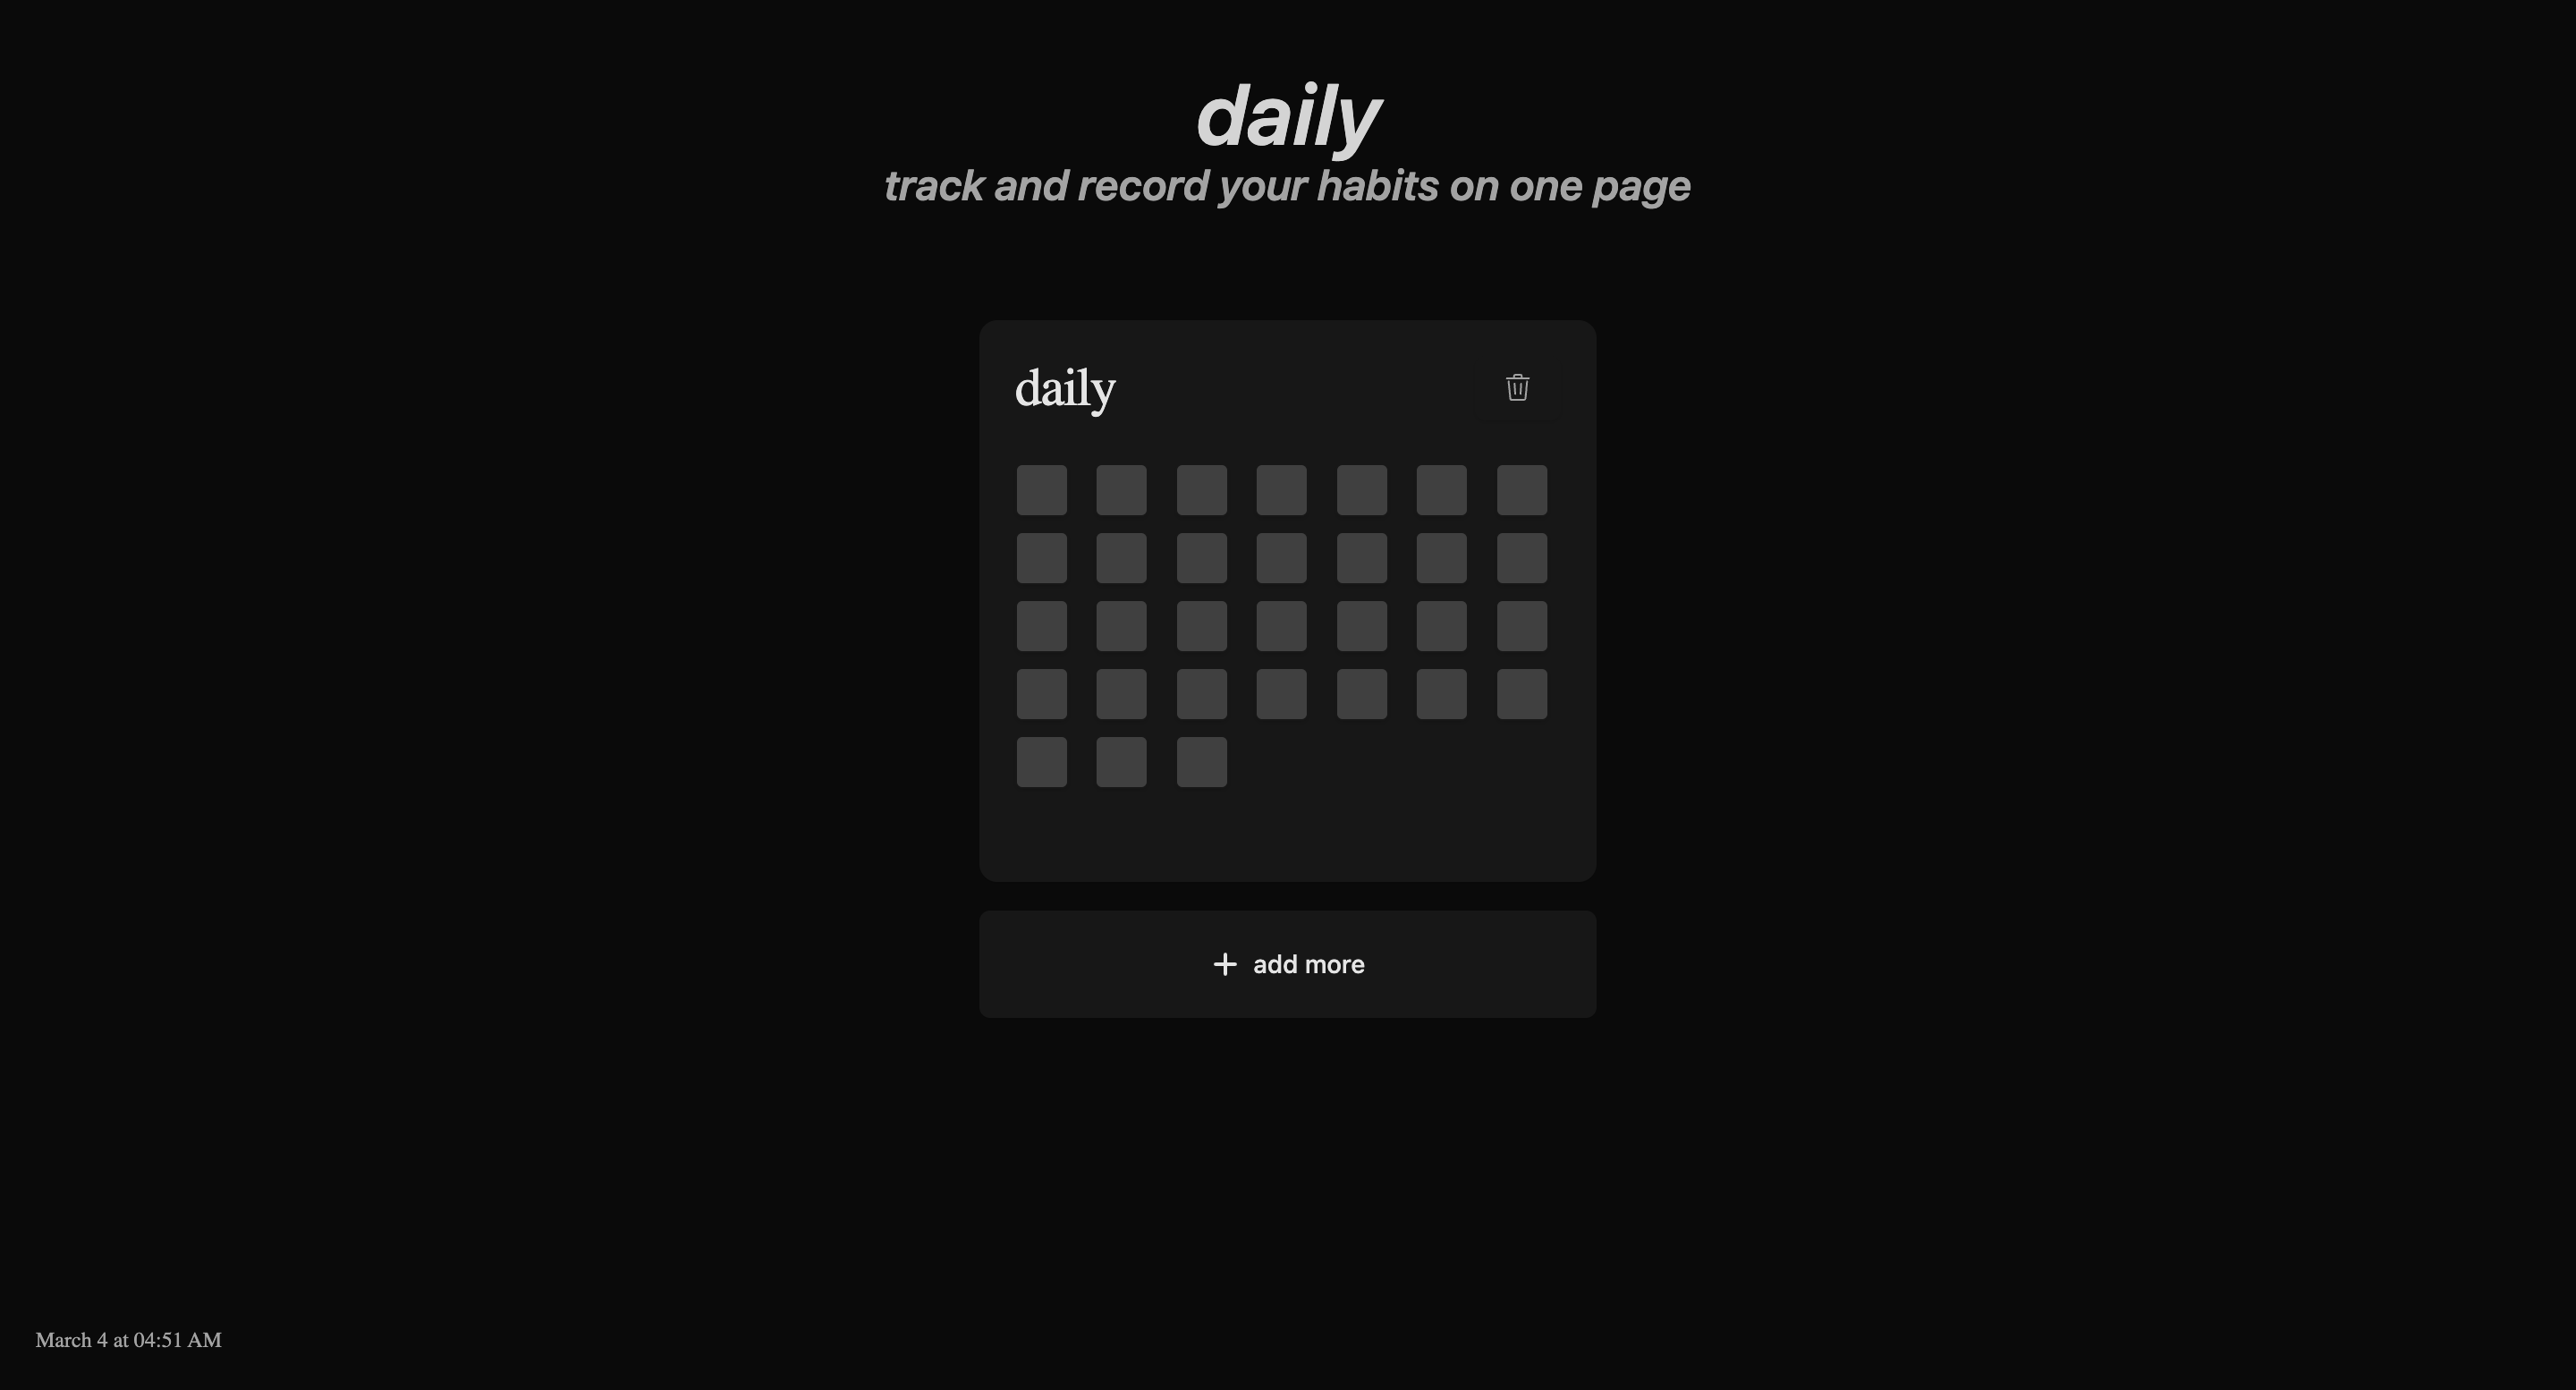 daily
track and record your habits on one page
daily
add more
March 4 at 04:51 AM